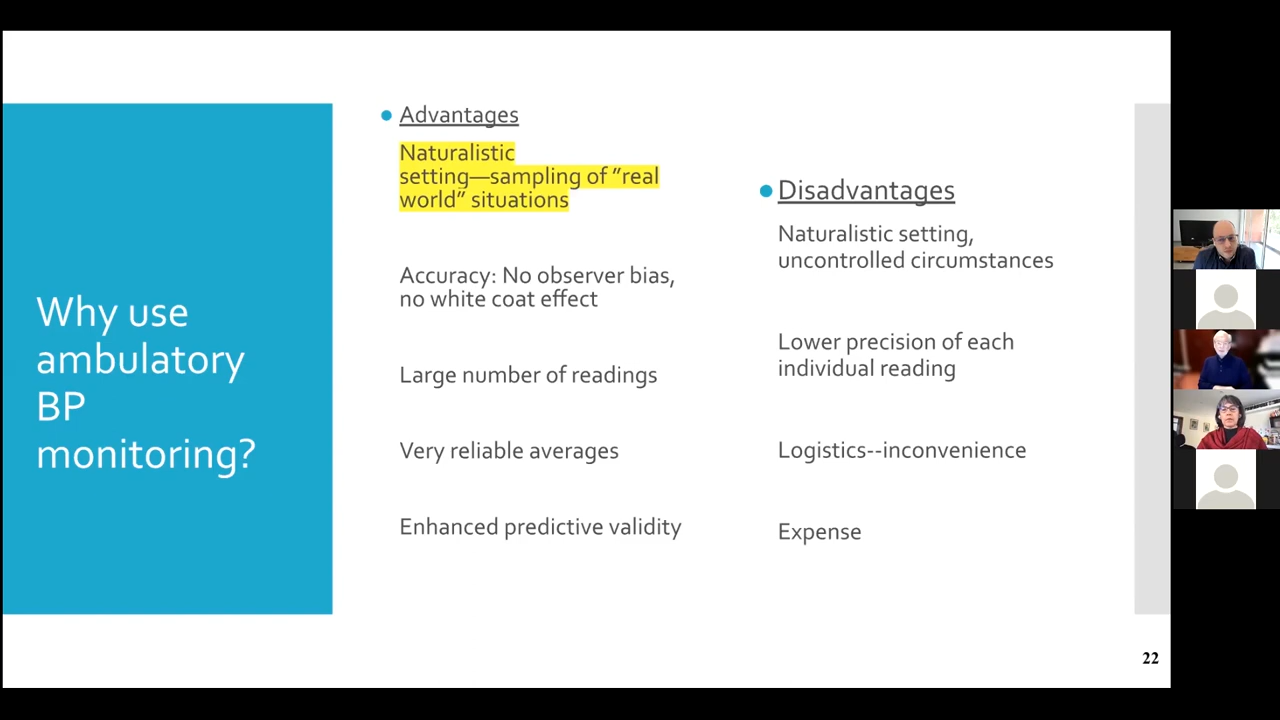 Why use
ambulatory
BP
monitoring?
Advantages
Naturalistic
setting—sampling of ”real
world” situations
Accuracy: No observer bias,
no white coat effect
Large number of readings
Very reliable averages
Enhanced predictive validity
Disadvantages
Naturalistic setting,
uncontrolled circumstances
Lower precision of each
individual reading
Logistics--inconvenience
Expense
22